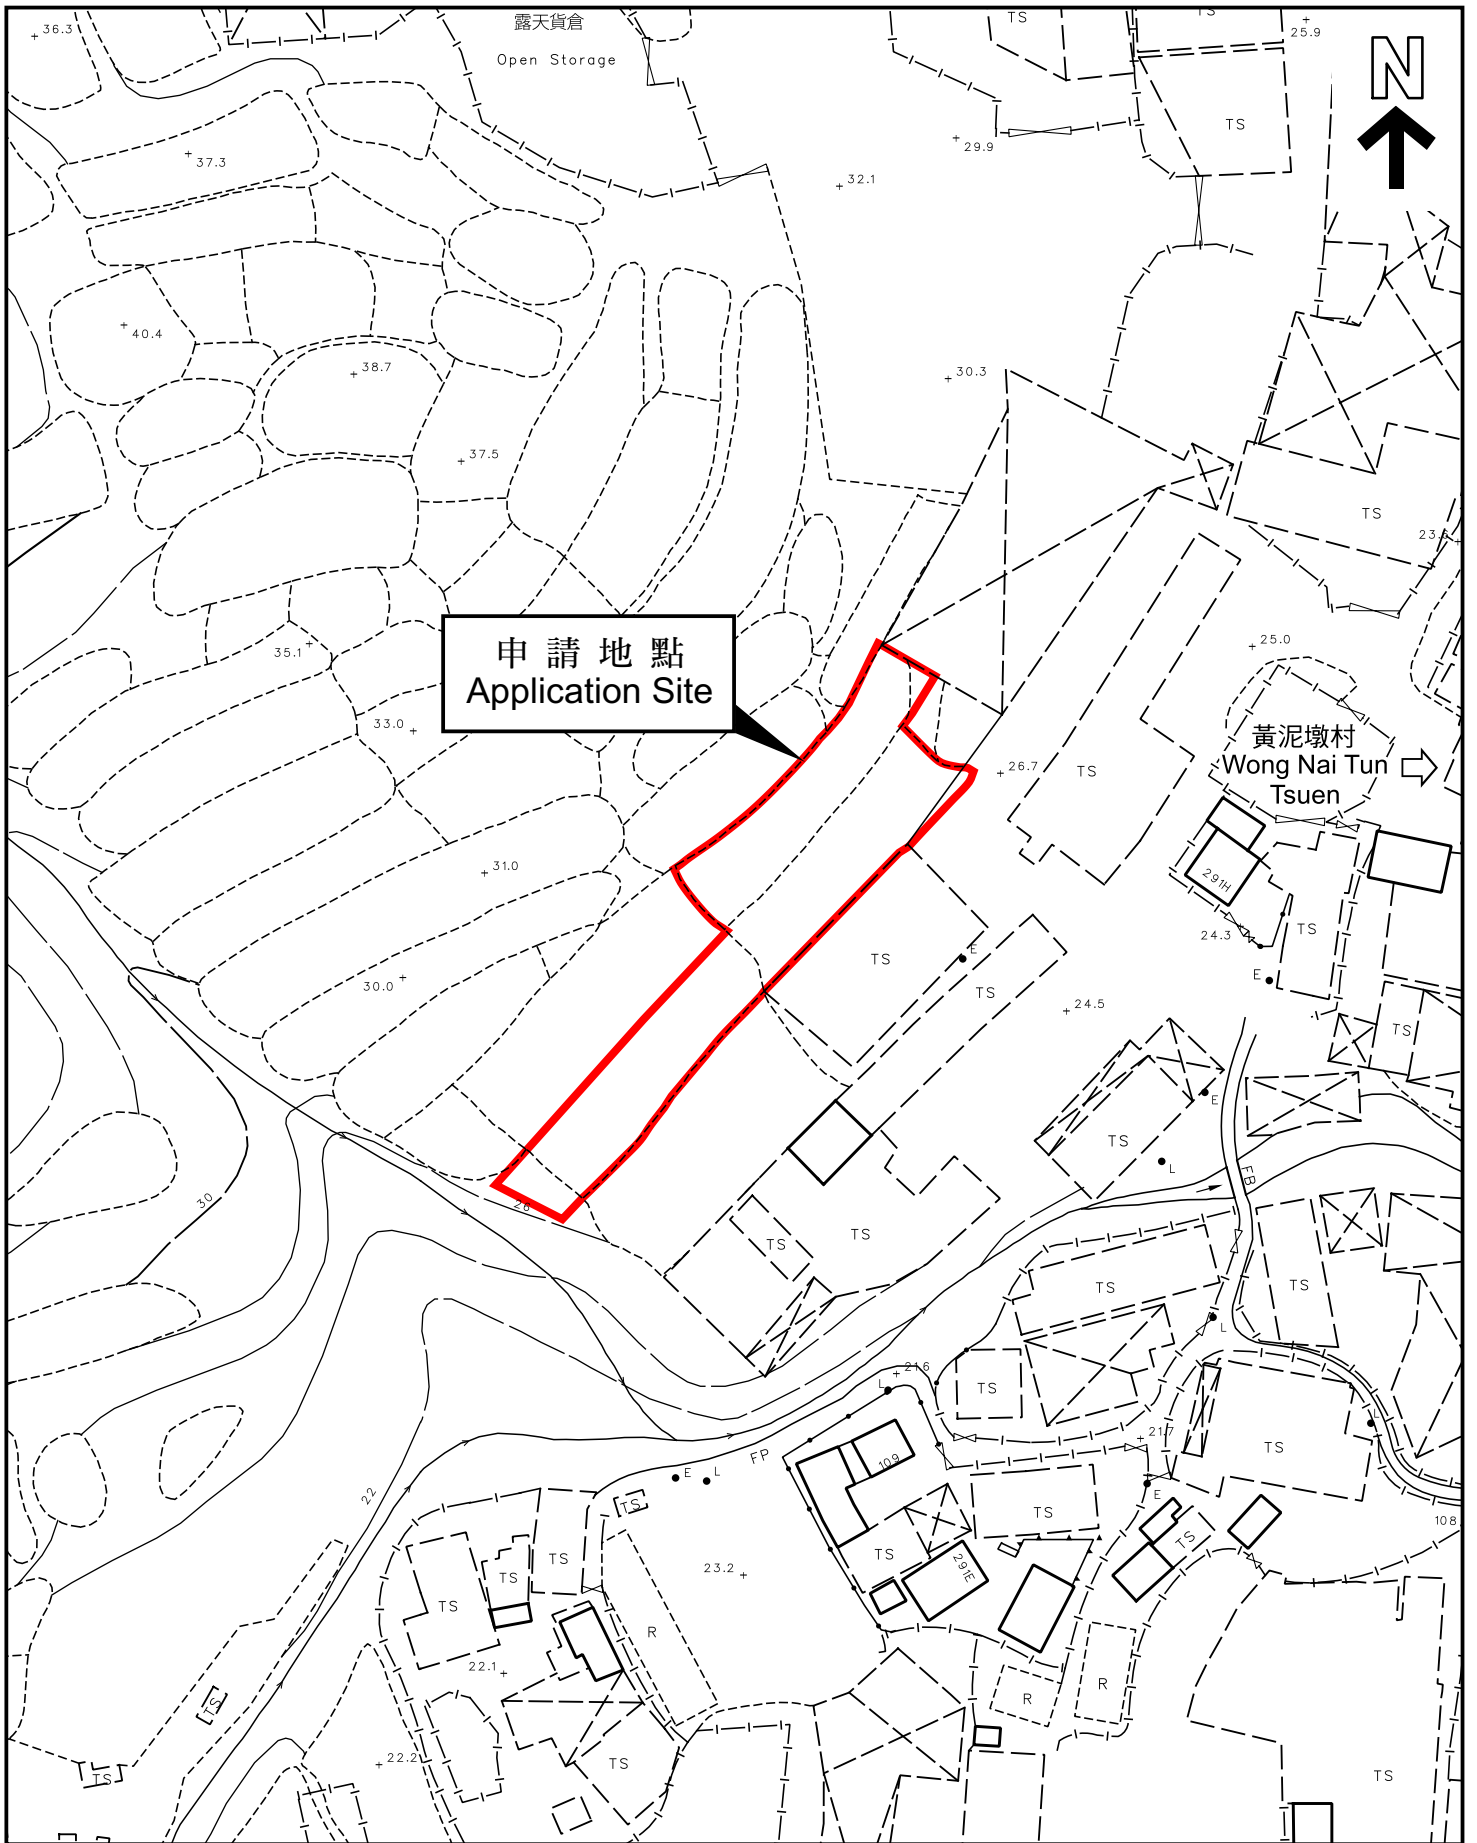 露天貨倉
Open Storage
TS
TS
25.9
N
36.3
TS
29.9
37.3
32.1
40.4
38.7
30.3
37.5
TS
申請地點
Application Site
25.0
35.1
33.0
黃泥墩村
Wong Nai Tun
Tsuen
26.7
TS
31.0
291H
24.3
TS
TS
E
E
30.0
TS
24.5
TS
E
TS
L
FB
30
26
TS
TS
TS
TS
L
21.6
L
TS
L
21.7
TS
FP
109
E
L
E
22
TS
TS
108
TS
TS
TS
TS
23.2
291E
TS
R
22.1
R
R
TS
22.2
TS
TS
TS